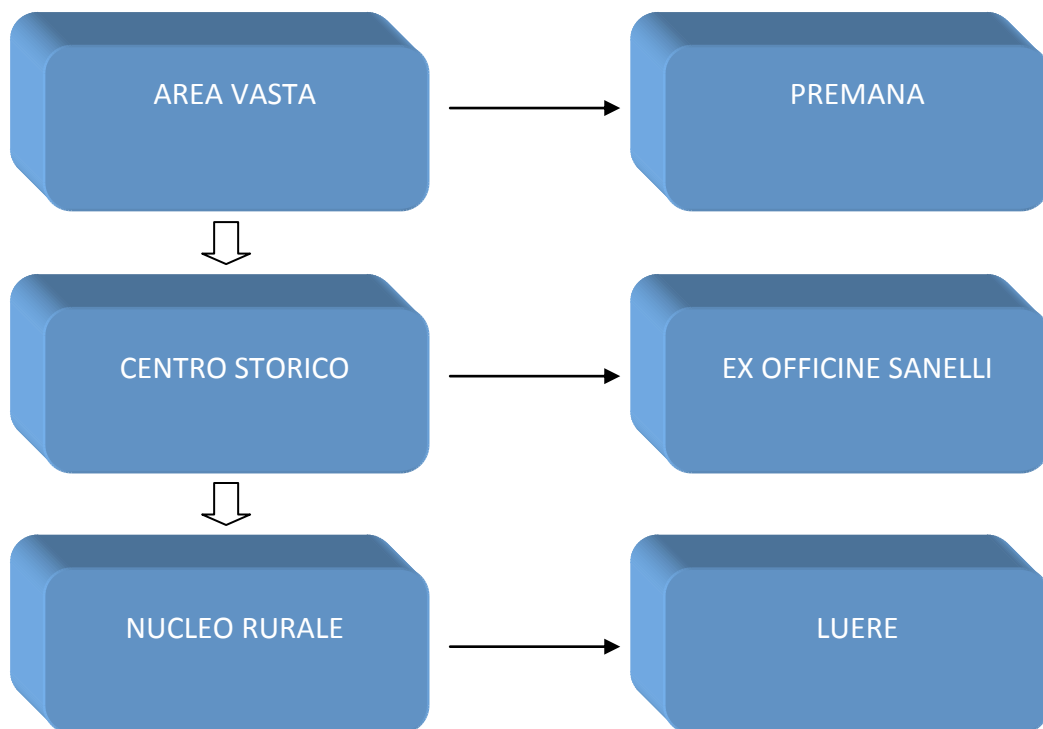 AREA VASTA
PREMANA
CENTRO STORICO
EX OFFICINE SANELLI
NUCLEO RURALE
LUERE